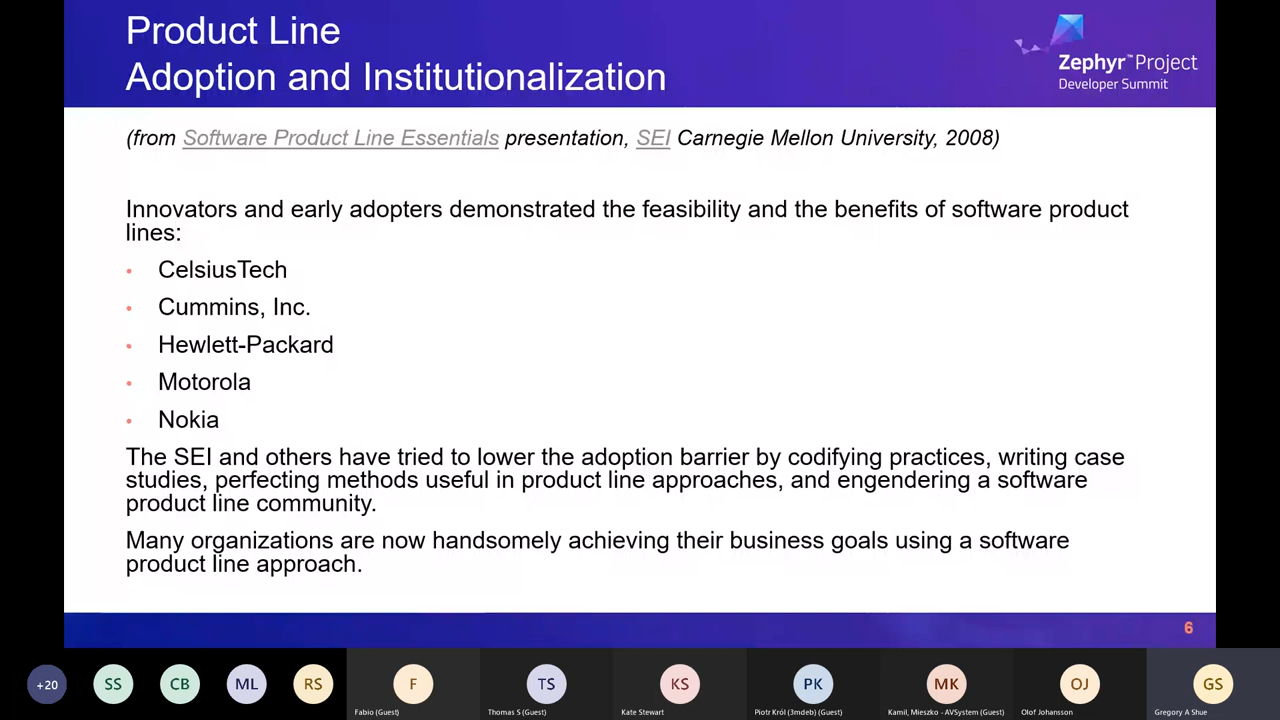 Product Line
Adoption and Institutionalization
Zephyr™Project
Developer Summit
(from Software Product Line Essentials presentation, SEI Carnegie Mellon University, 2008)
Innovators and early adopters demonstrated the feasibility and the benefits of software product
lines:
• CelsiusTech
• Cummins, Inc.
• Hewlett-Packard
• Motorola
• Nokia
The SEI and others have tried to lower the adoption barrier by codifying practices, writing case
studies, perfecting methods useful in product line approaches, and engendering a software
product line community.
Many organizations are now handsomely achieving their business goals using a software
product line approach.
6
+20 SS CB ML RS F TS KS PK MK OJ GS
Fabio (Guest) Thomas S (Guest) Kate Stewart Piotr Król (3mdeb) (Guest) Kamil, Mieszko - AVSystem (Guest) Olof Johansson Gregory A Shue